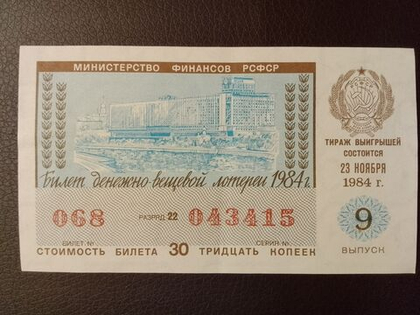 МИНИСТЕРСТВО ФИНАНСОВ РСФСР
Билет денежно-вещевой лотереи 1984 г.
068 РАЗРЯД 22 043415
БИЛЕТ № СЕРИЯ №
СТОИМОСТЬ БИЛЕТА 30 ТРИДЦАТЬ КОПЕЕК
ТИРАЖ ВЫИГРЫШЕЙ
СОСТОИТСЯ
23 НОЯБРЯ
1984 г.
9
ВЫПУСК